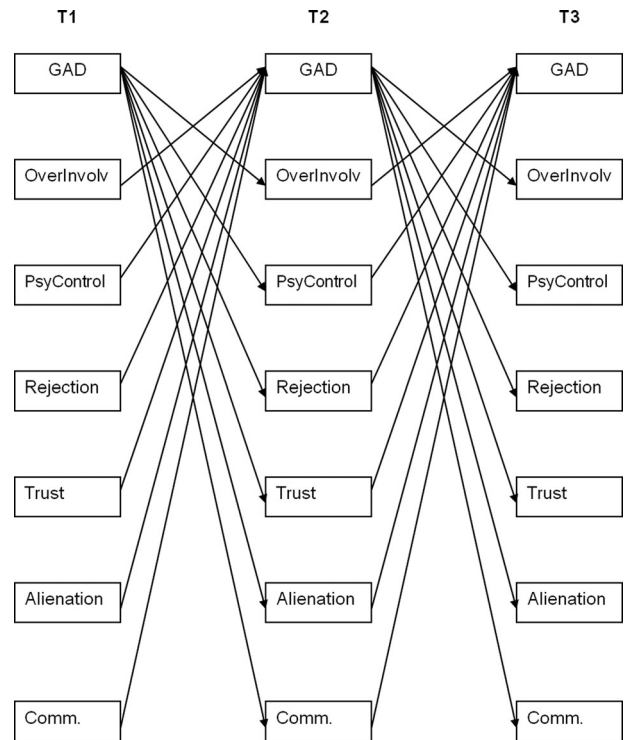 T1 T2 T3
GAD GAD GAD
OverInvolv OverInvolv OverInvolv
PsyControl PsyControl PsyControl
Rejection Rejection Rejection
Trust Trust Trust
Alienation Alienation Alienation
Comm. Comm. Comm.